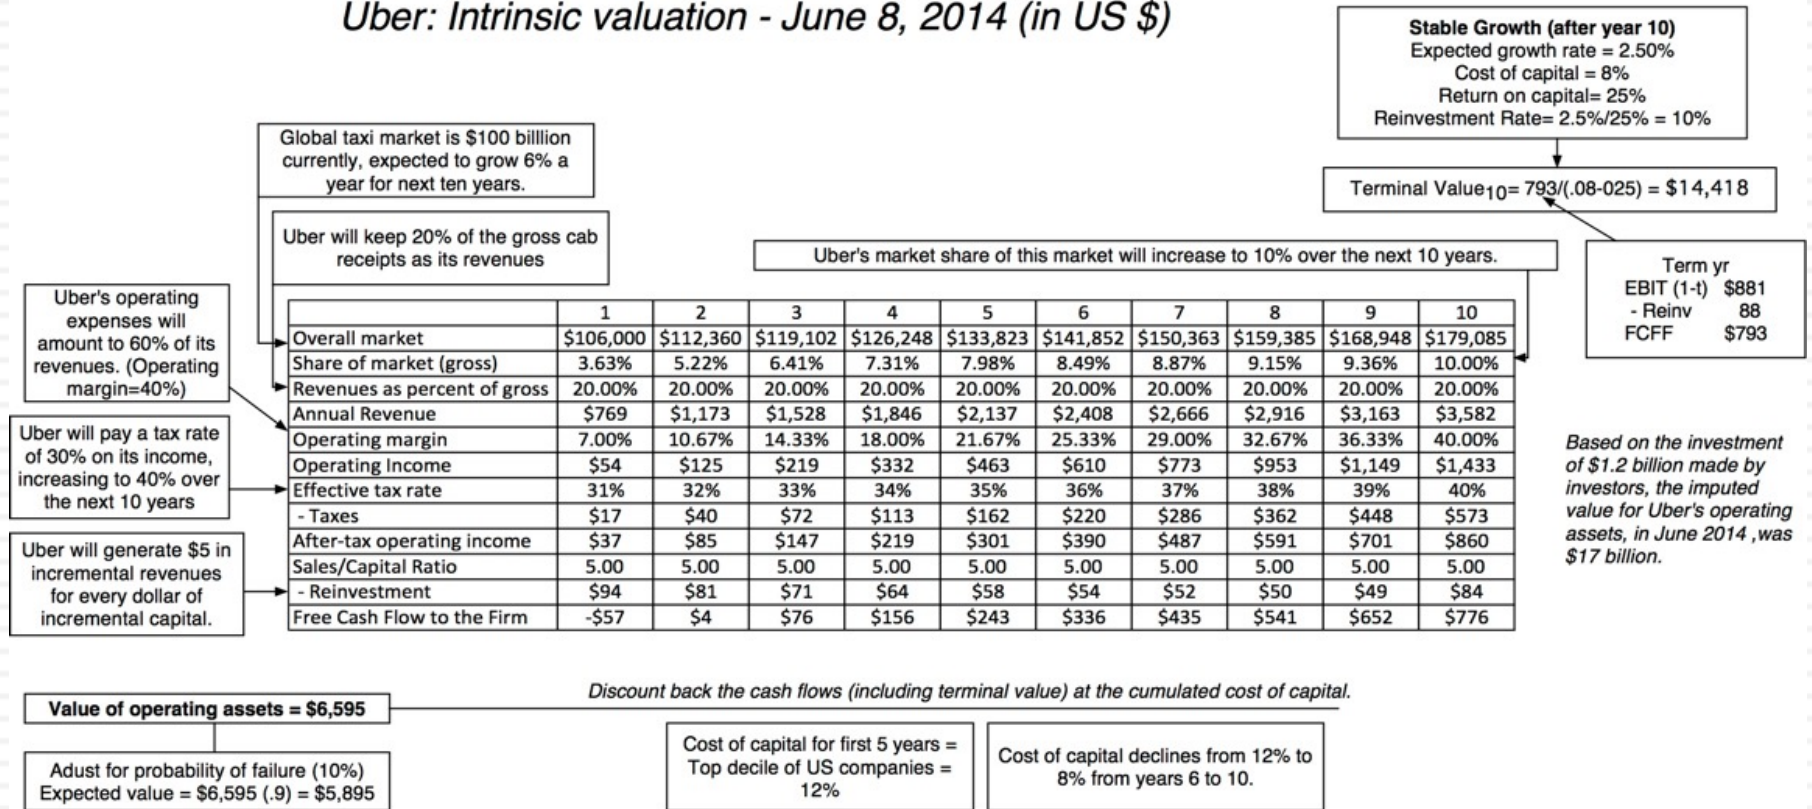 Uber: Intrinsic valuation - June 8, 2014 (in US $)
Stable Growth (after year 10)
Expected growth rate = 2.50%
Cost of capital = 8%
Return on capital= 25%
Reinvestment Rate= 2.5%/25% = 10%
Global taxi market is $100 billlion
currently, expected to grow 6% a
year for next ten years.
Terminal Value10= 793/(.08-025) = $14,418
Uber will keep 20% of the gross cab
receipts as its revenues
Uber's market share of this market will increase to 10% over the next 10 years.
Term yr
EBIT (1-t) $881
- Reinv 88
FCFF $793
Uber's operating
expenses will
amount to 60% of its
revenues. (Operating
margin=40%)
Uber will pay a tax rate
of 30% on its income,
increasing to 40% over
the next 10 years
Uber will generate $5 in
incremental revenues
for every dollar of
incremental capital.
1 2 3 4 5 6 7 8 9 10
Overall market $106,000 $112,360 $119,102 $126,248 $133,823 $141,852 $150,363 $159,385 $168,948 $179,085
Share of market (gross) 3.63% 5.22% 6.41% 7.31% 7.98% 8.49% 8.87% 9.15% 9.36% 10.00%
Revenues as percent of gross 20.00% 20.00% 20.00% 20.00% 20.00% 20.00% 20.00% 20.00% 20.00% 20.00%
Annual Revenue $769 $1,173 $1,528 $1,846 $2,137 $2,408 $2,666 $2,916 $3,163 $3,582
Operating margin 7.00% 10.67% 14.33% 18.00% 21.67% 25.33% 29.00% 32.67% 36.33% 40.00%
Operating Income $54 $125 $219 $332 $463 $610 $773 $953 $1,149 $1,433
Effective tax rate 31% 32% 33% 34% 35% 36% 37% 38% 39% 40%
- Taxes $17 $40 $72 $113 $162 $220 $286 $362 $448 $573
After-tax operating income $37 $85 $147 $219 $301 $390 $487 $591 $701 $860
Sales/Capital Ratio 5.00 5.00 5.00 5.00 5.00 5.00 5.00 5.00 5.00 5.00
- Reinvestment $94 $81 $71 $64 $58 $54 $52 $50 $49 $84
Free Cash Flow to the Firm -$57 $4 $76 $156 $243 $336 $435 $541 $652 $776
Based on the investment
of $1.2 billion made by
investors, the imputed
value for Uber's operating
assets, in June 2014 ,was
$17 billion.
Discount back the cash flows (including terminal value) at the cumulated cost of capital.
Value of operating assets = $6,595
Adust for probability of failure (10%)
Expected value = $6,595 (.9) = $5,895
Cost of capital for first 5 years =
Top decile of US companies =
12%
Cost of capital declines from 12% to
8% from years 6 to 10.